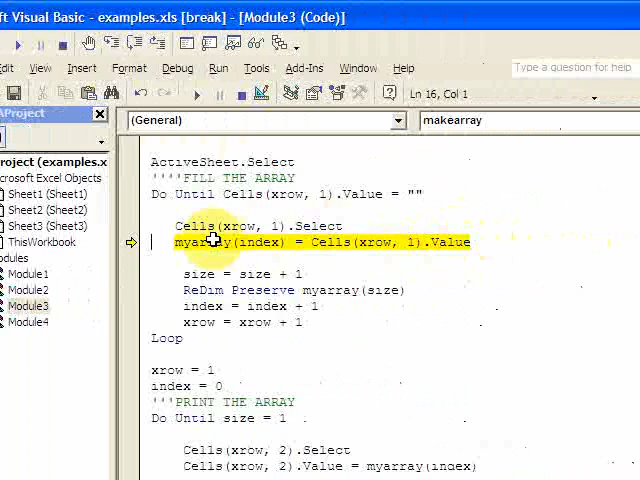 ft Visual Basic - examples.xls [break] - [Module3 (Code)]
Edit View Insert Format Debug Run Tools Add-Ins Window Help Type a question for help
Ln 16, Col 1
AProject
(General) makearray
roject (examples.x
icrosoft Excel Objects
Sheet1 (Sheet1)
Sheet2 (Sheet2)
Sheet3 (Sheet3)
ThisWorkbook
odules
Module1
Module2
Module3
Module4
ActiveSheet.Select
''''FILL THE ARRAY
Do Until Cells(xrow, 1).Value = ""
Cells(xrow, 1).Select
myarray(index) = Cells(xrow, 1).Value
size = size + 1
ReDim Preserve myarray(size)
index = index + 1
xrow = xrow + 1
Loop
xrow = 1
index = 0
'''PRINT THE ARRAY
Do Until size = 1
Cells(xrow, 2).Select
Cells(xrow, 2).Value = myarray(index)